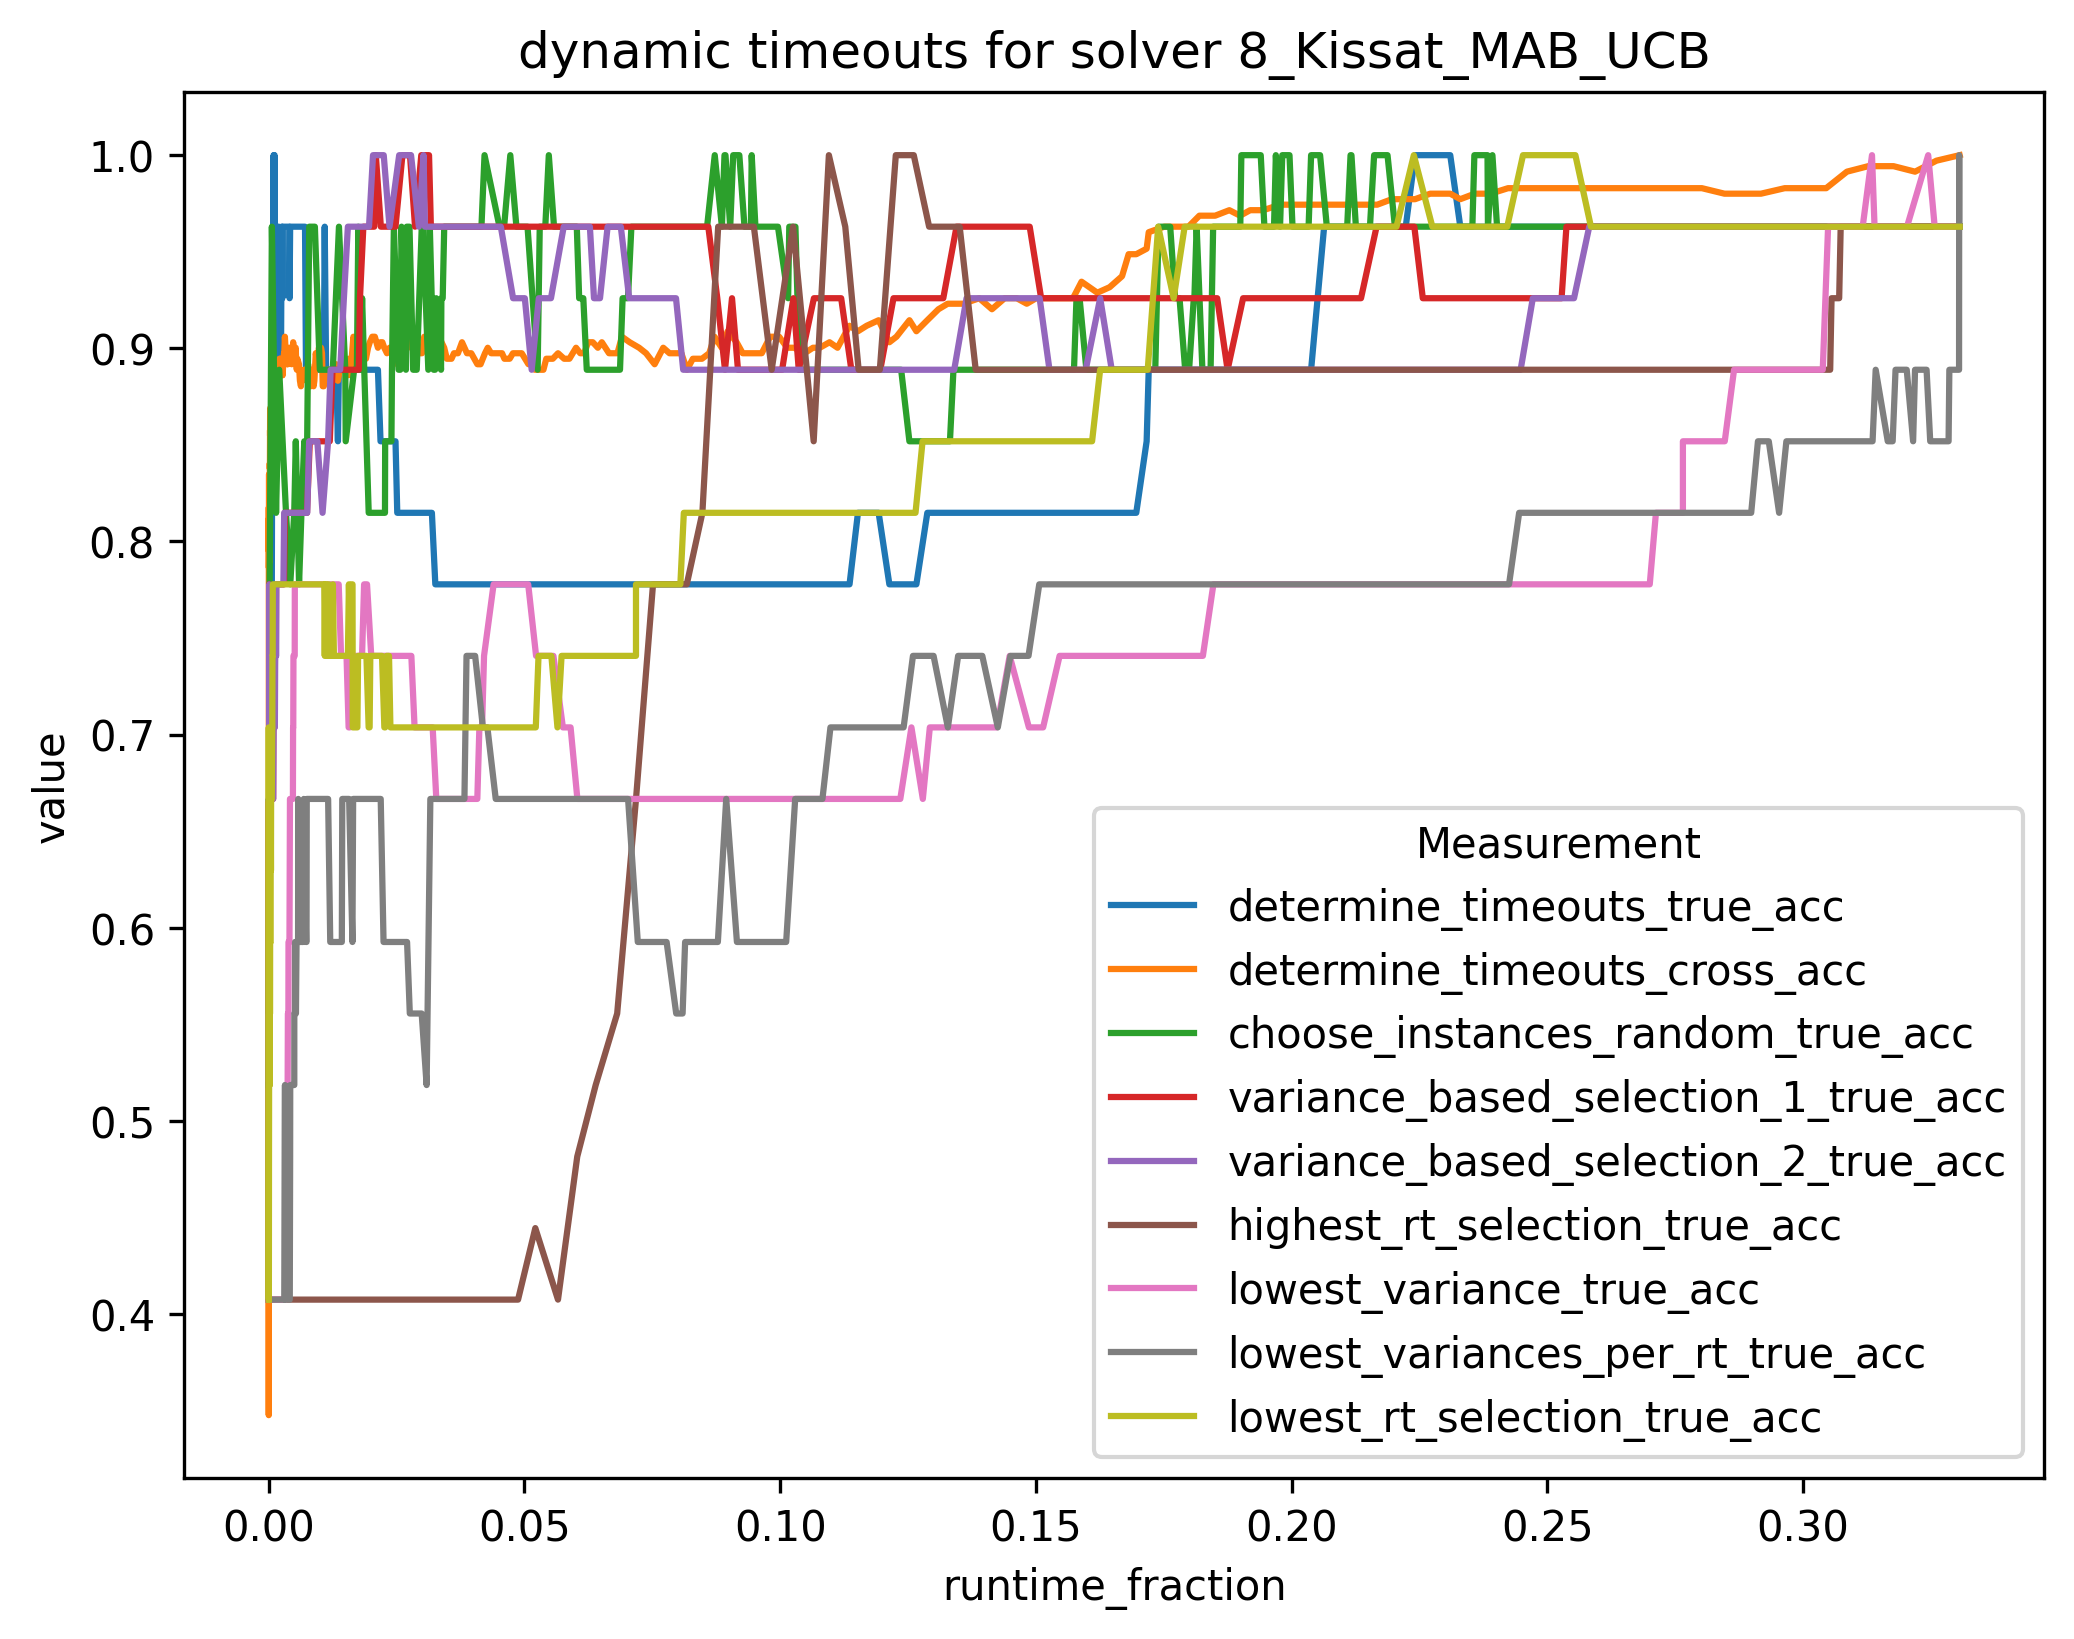 dynamic timeouts for solver 8_Kissat_MAB_UCB
1.0
0.9
0.8
0.7
0.6
0.5
0.4
value
0.00 0.05 0.10 0.15 0.20 0.25 0.30
runtime_fraction
Measurement
determine_timeouts_true_acc
determine_timeouts_cross_acc
choose_instances_random_true_acc
variance_based_selection_1_true_acc
variance_based_selection_2_true_acc
highest_rt_selection_true_acc
lowest_variance_true_acc
lowest_variances_per_rt_true_acc
lowest_rt_selection_true_acc